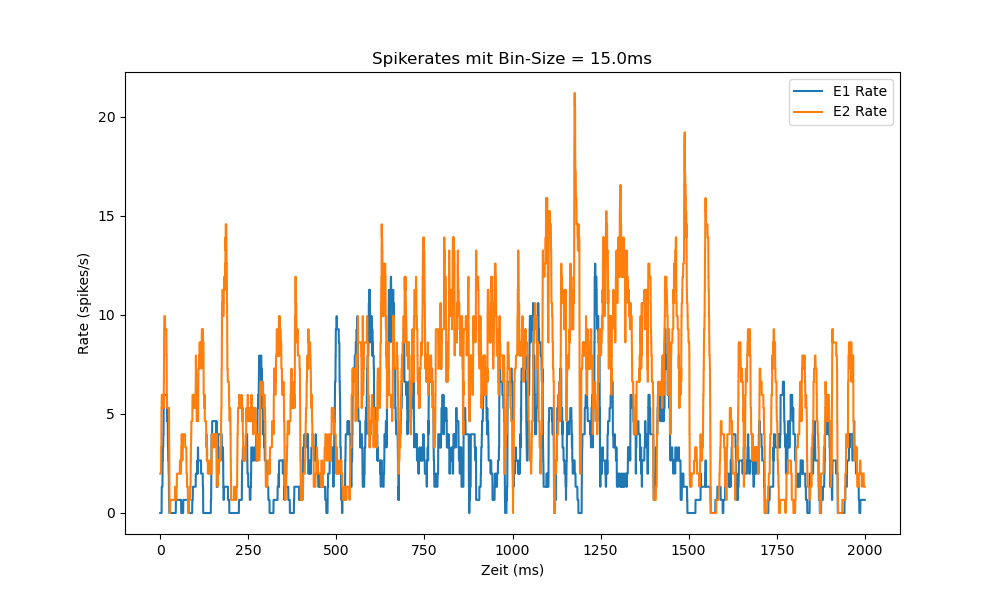 Spikerates mit Bin-Size = 15.0ms
E1 Rate
E2 Rate
Rate (spikes/s)
20
15
10
5
0
0 250 500 750 1000 1250 1500 1750 2000
Zeit (ms)